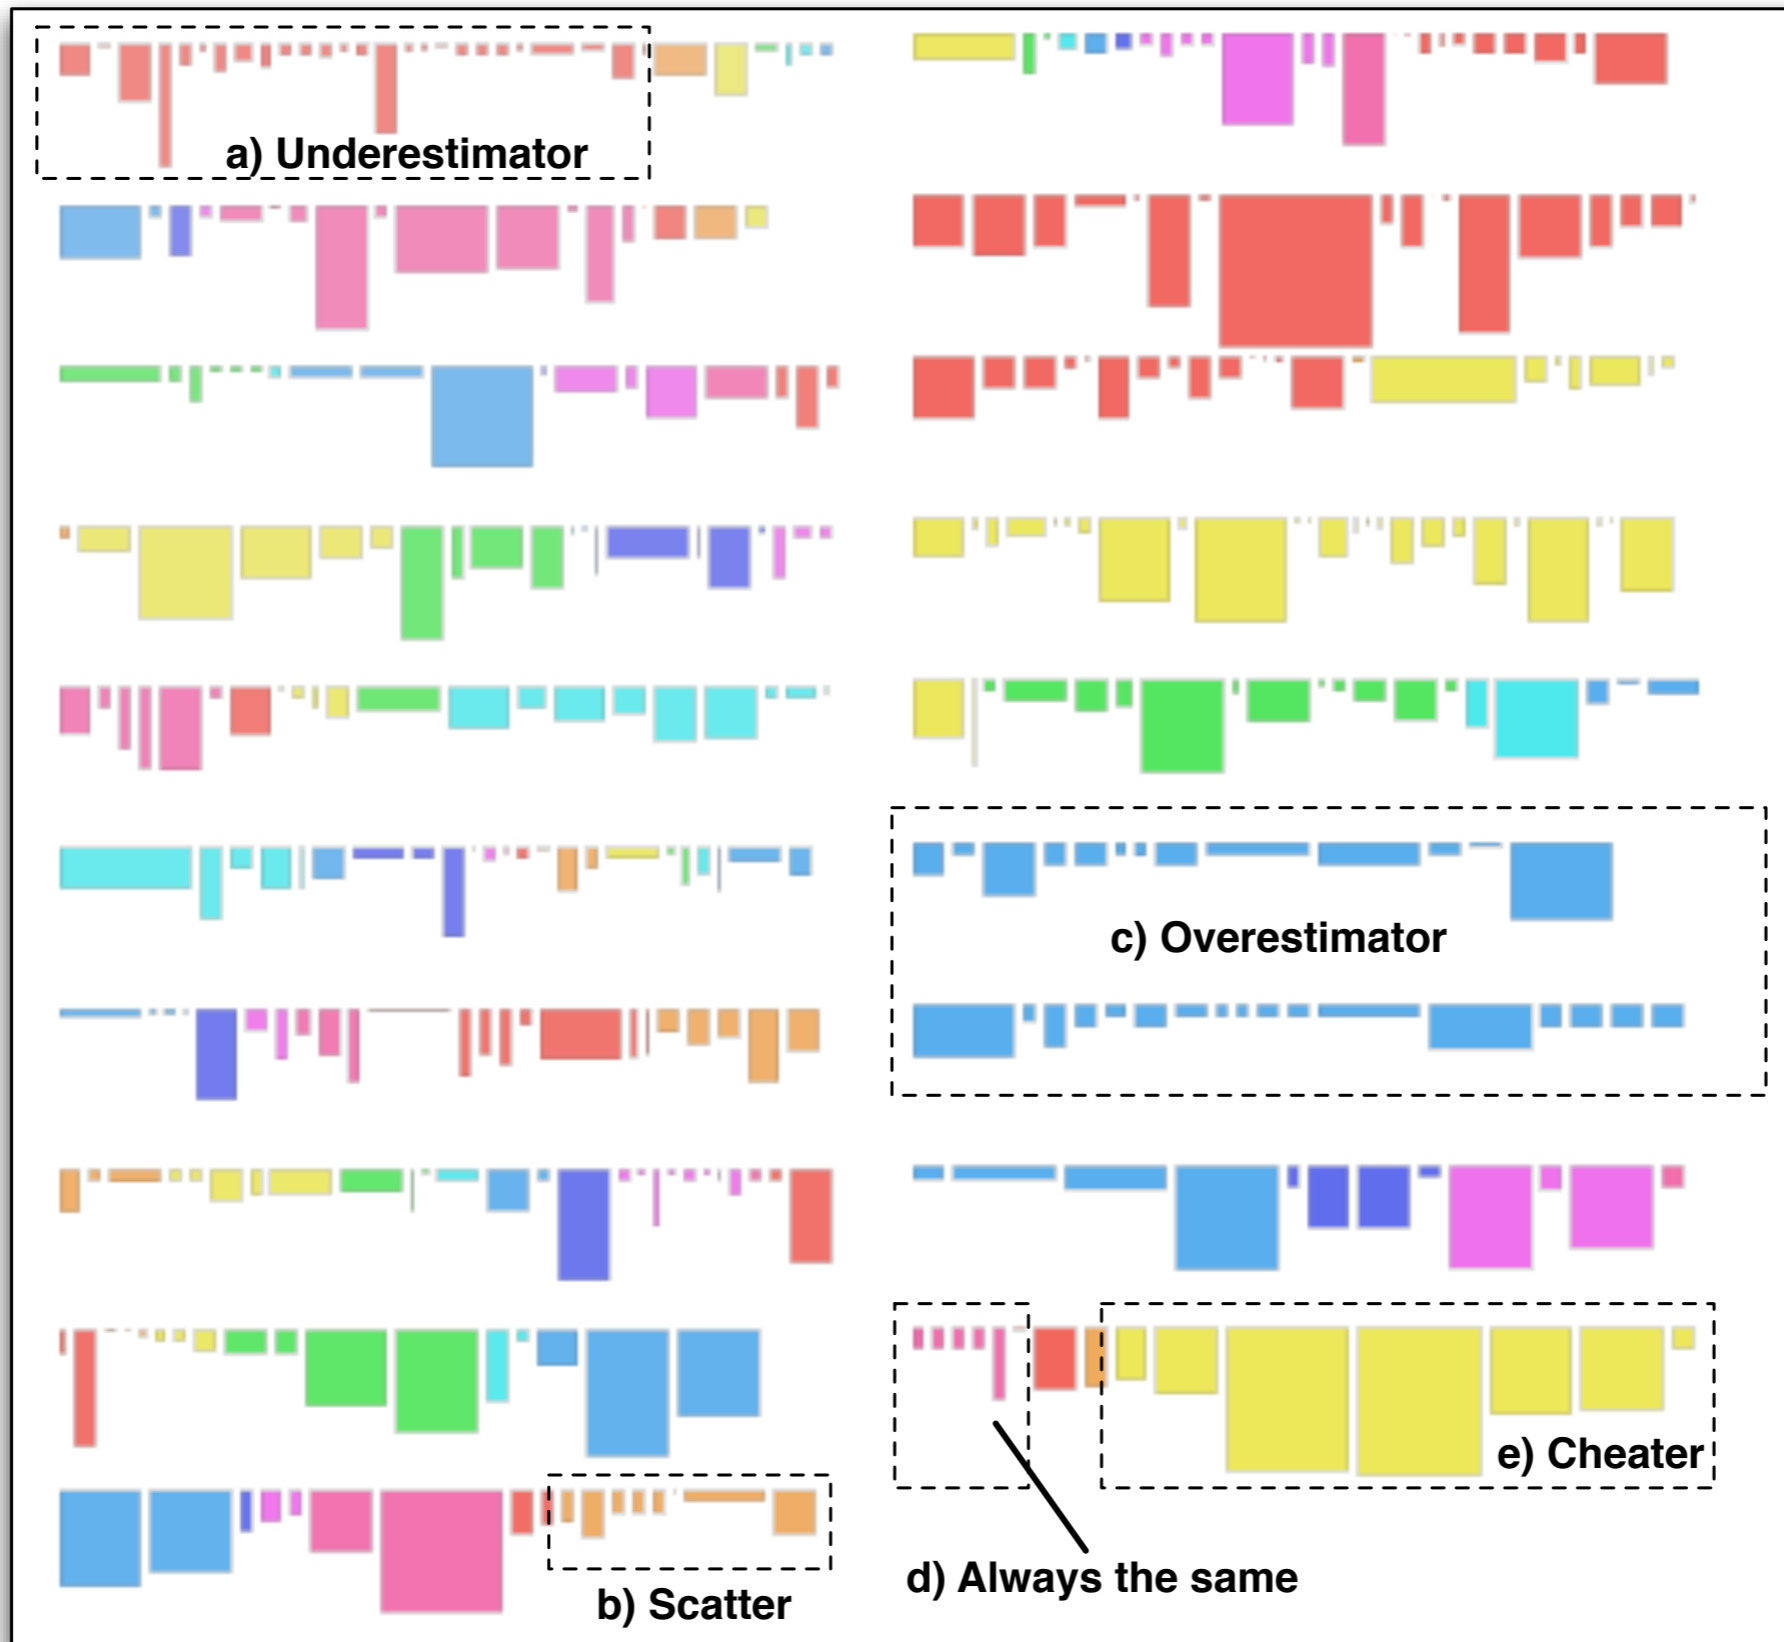 a) Underestimator
c) Overestimator
e) Cheater
d) Always the same
b) Scatter